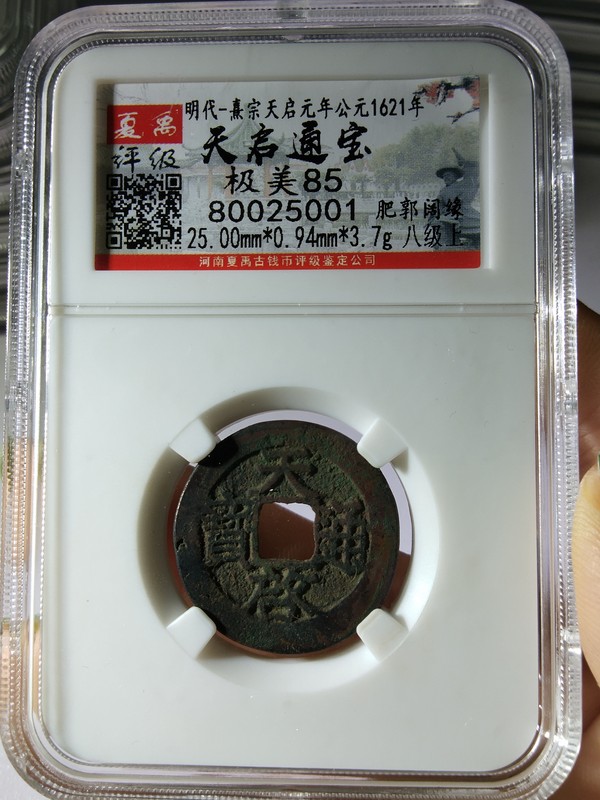 明代-熹宗天启元年公元1621年
夏禹
评级
天启通宝
极美85
80025001 肥郭阔缘
25.00mm*0.94mm*3.7g 八级上
河南夏禹古钱币评级鉴定公司
天啟通寳